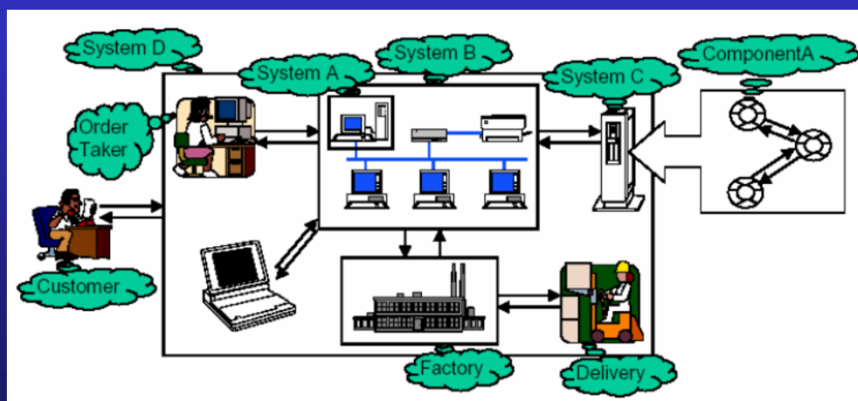 System D
System A
System B
System C
ComponentA
Order
Taker
Customer
Factory
Delivery